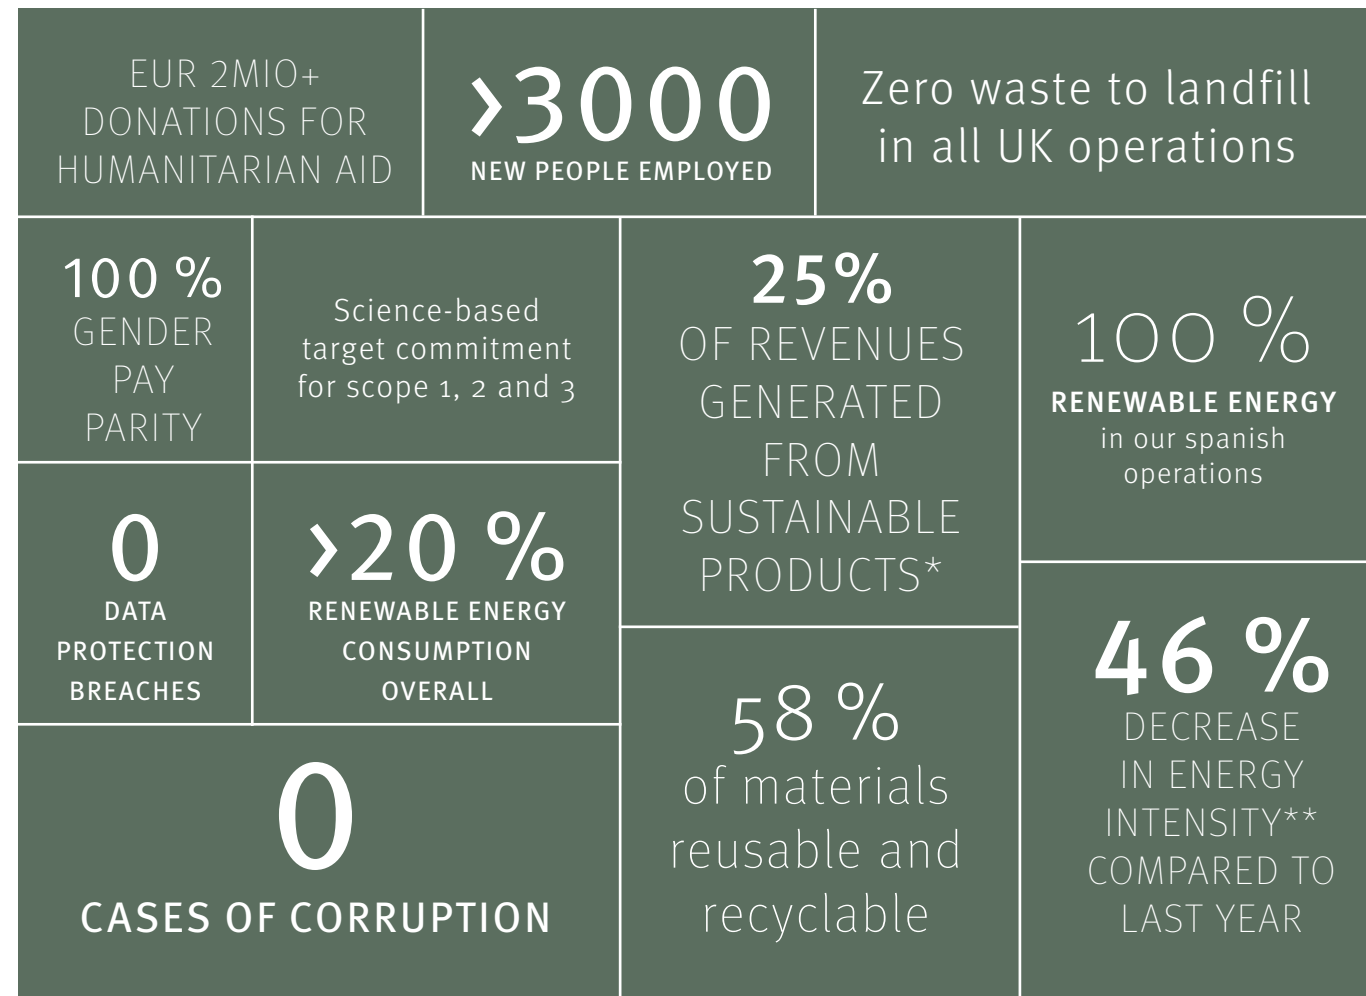 EUR 2MIO+
DONATIONS FOR
HUMANITARIAN AID
>3000
NEW PEOPLE EMPLOYED
Zero waste to landfill
in all UK operations
100 %
GENDER
PAY
PARITY
Science-based
target commitment
for scope 1, 2 and 3
25%
OF REVENUES
GENERATED
FROM
SUSTAINABLE
PRODUCTS*
100 %
RENEWABLE ENERGY
in our spanish
operations
0
DATA
PROTECTION
BREACHES
>20 %
RENEWABLE ENERGY
CONSUMPTION
OVERALL
58 %
of materials
reusable and
recyclable
46 %
DECREASE
IN ENERGY
INTENSITY**
COMPARED TO
LAST YEAR
0
CASES OF CORRUPTION